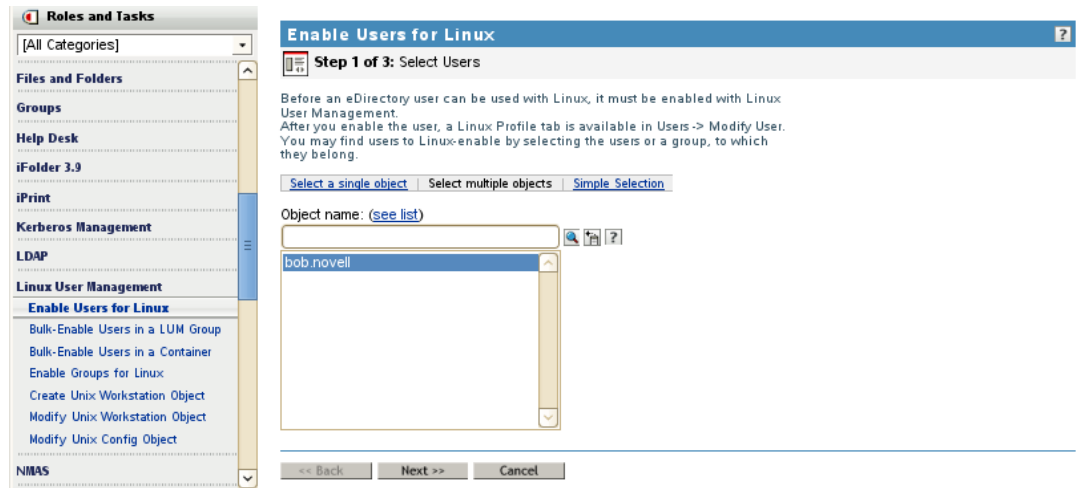 Roles and Tasks
[All Categories]
Files and Folders
Groups
Help Desk
iFolder 3.9
iPrint
Kerberos Management
LDAP
Linux User Management
Enable Users for Linux
Bulk-Enable Users in a LUM Group
Bulk-Enable Users in a Container
Enable Groups for Linux
Create Unix Workstation Object
Modify Unix Workstation Object
Modify Unix Config Object
NMAS
Enable Users for Linux
?
Step 1 of 3: Select Users
Before an eDirectory user can be used with Linux, it must be enabled with Linux
User Management.
After you enable the user, a Linux Profile tab is available in Users -> Modify User.
You may find users to Linux-enable by selecting the users or a group, to which
they belong.
Select a single object | Select multiple objects | Simple Selection
Object name: (see list)
?
bob.novell
<< Back Next >> Cancel